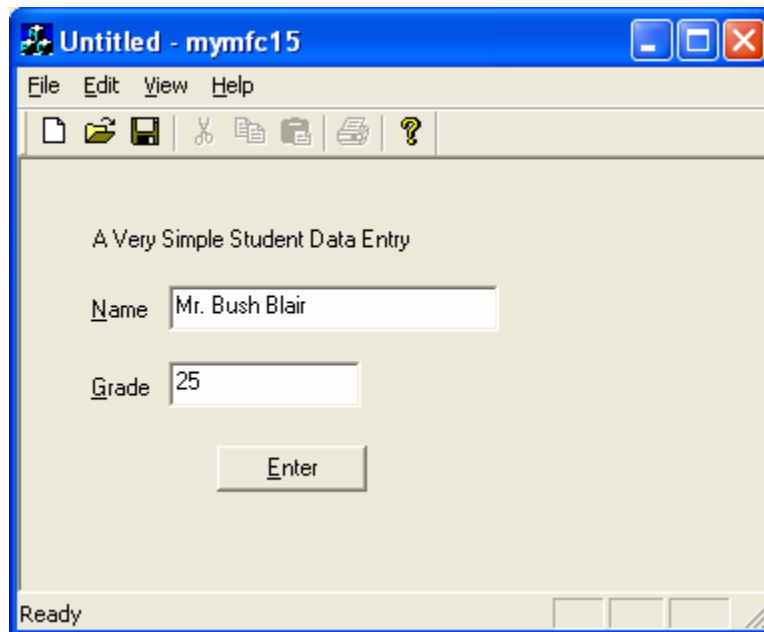 Untitled - mymfc15
File Edit View Help
A Very Simple Student Data Entry
Name Mr. Bush Blair
Grade 25
Enter
Ready